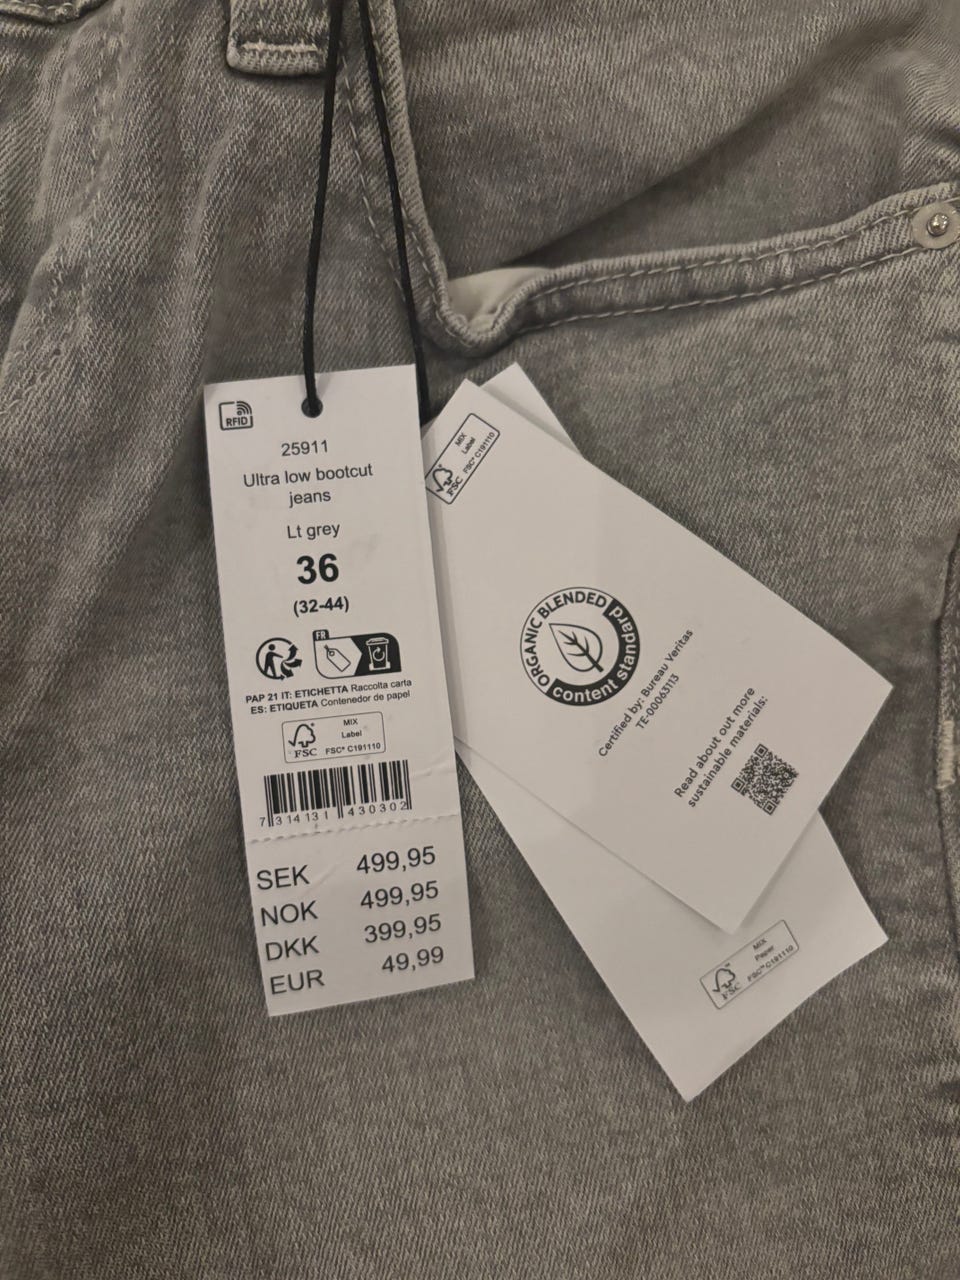 RFID
25911
Ultra low bootcut
jeans
Lt grey
36
(32-44)
FR
PAP 21 IT: ETICHETTA Raccolta carta
ES: ETIQUETA Contenedor de papel
FSC
MIX
Label
FSC® C191110
7 314131 430302
SEK 499,95
NOK 499,95
DKK 399,95
EUR 49,99
FSC
MIX
Label
FSC® C191110
ORGANIC BLENDED
content standard
Certified by: Bureau Veritas
TE-00063113
Read about out more
sustainable materials:
FSC™
MIX
Paper
FSC™ C191110